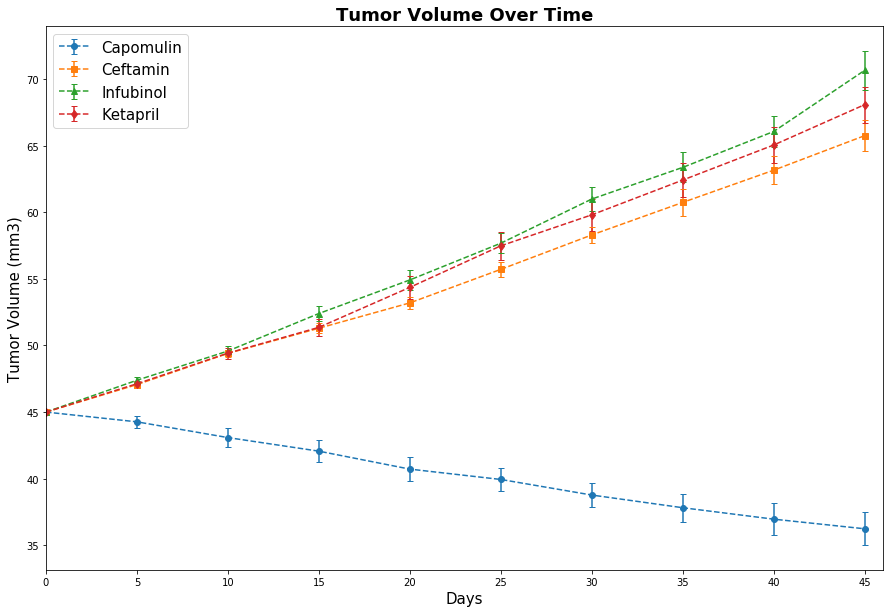 Tumor Volume Over Time
Capomulin
Ceftamin
Infubinol
Ketapril
Tumor Volume (mm3)
70
65
60
55
50
45
40
35
0 5 10 15 20 25 30 35 40 45
Days